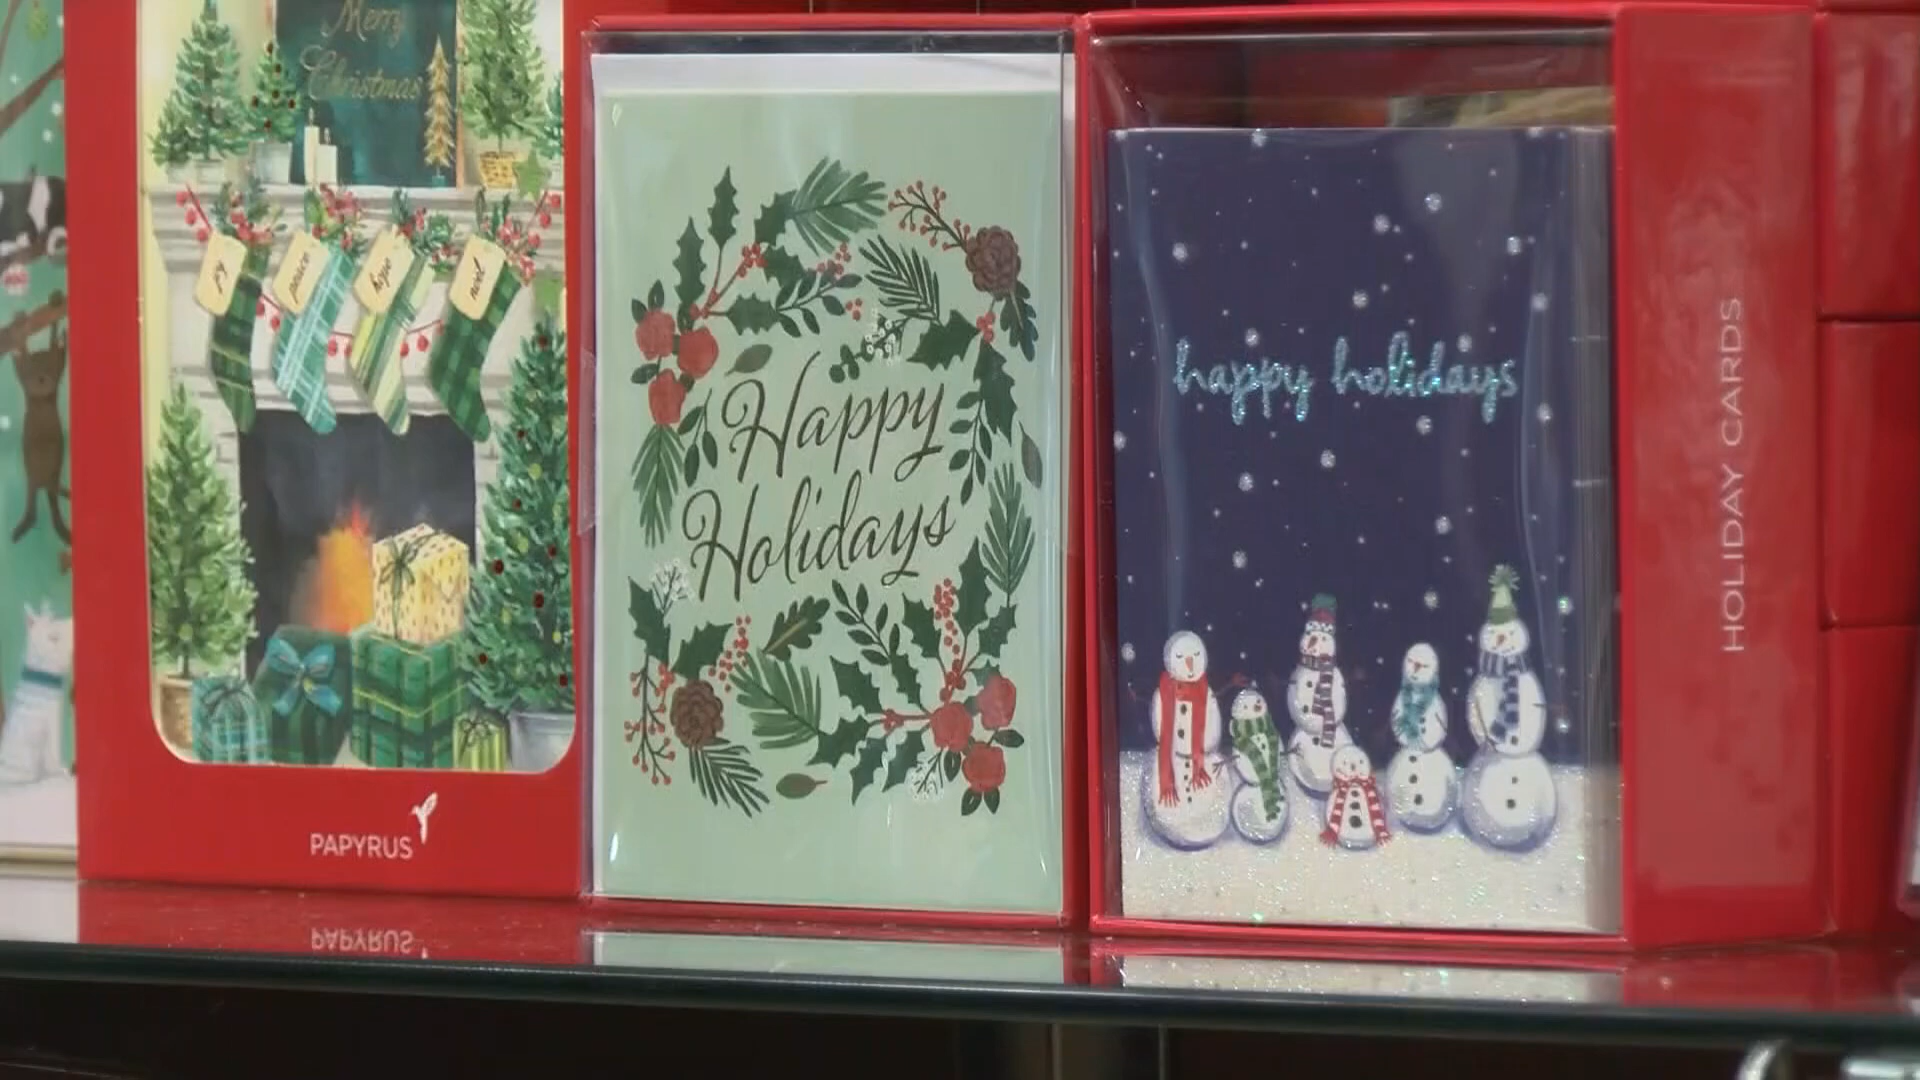 Merry
Christmas
joy
peace
hope
noel
PAPYRUS
Happy
Holidays
happy holidays
HOLIDAY CARDS